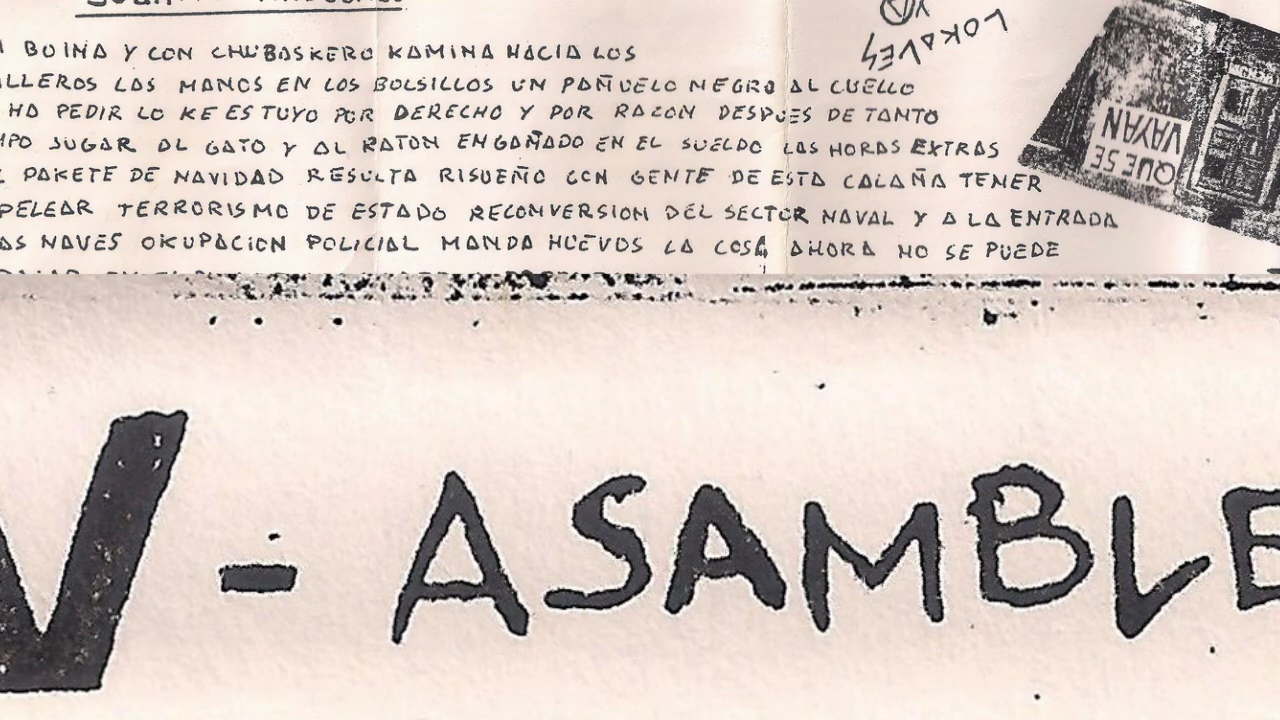 BOINA Y CON CHUBASKERO KAMINA HACIA LOS
ILLEROS LAS MANOS EN LOS BOLSILLOS UN PAÑUELO NEGRO AL CUELLO
HA PEDIR LO KE ES TUYO POR DERECHO Y POR RAZON DESPUES DE TANTO
MPO JUGAR AL GATO Y AL RATON ENGAÑADO EN EL SUELDO LAS HORAS EXTRAS
L PAKETE DE NAVIDAD RESULTA RISUEÑO CON GENTE DE ESTA CALAÑA TENER
PELEAR TERRORISMO DE ESTADO RECONVERSION DEL SECTOR NAVAL Y A LA ENTRADA
AS NAVES OKUPACION POLICIAL MANDA HUEVOS LA COSA AHORA NO SE PUEDE
LOKALES
YA
QUE SE
VAYAN
V - ASAMBLE